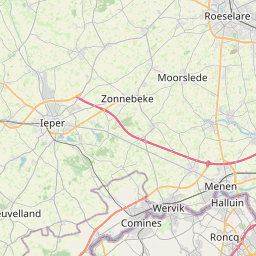 Roeselare
Moorslede
Zonnebeke
Ieper
Menen
Halluin
Wervik
euvelland
Comines
Roncq